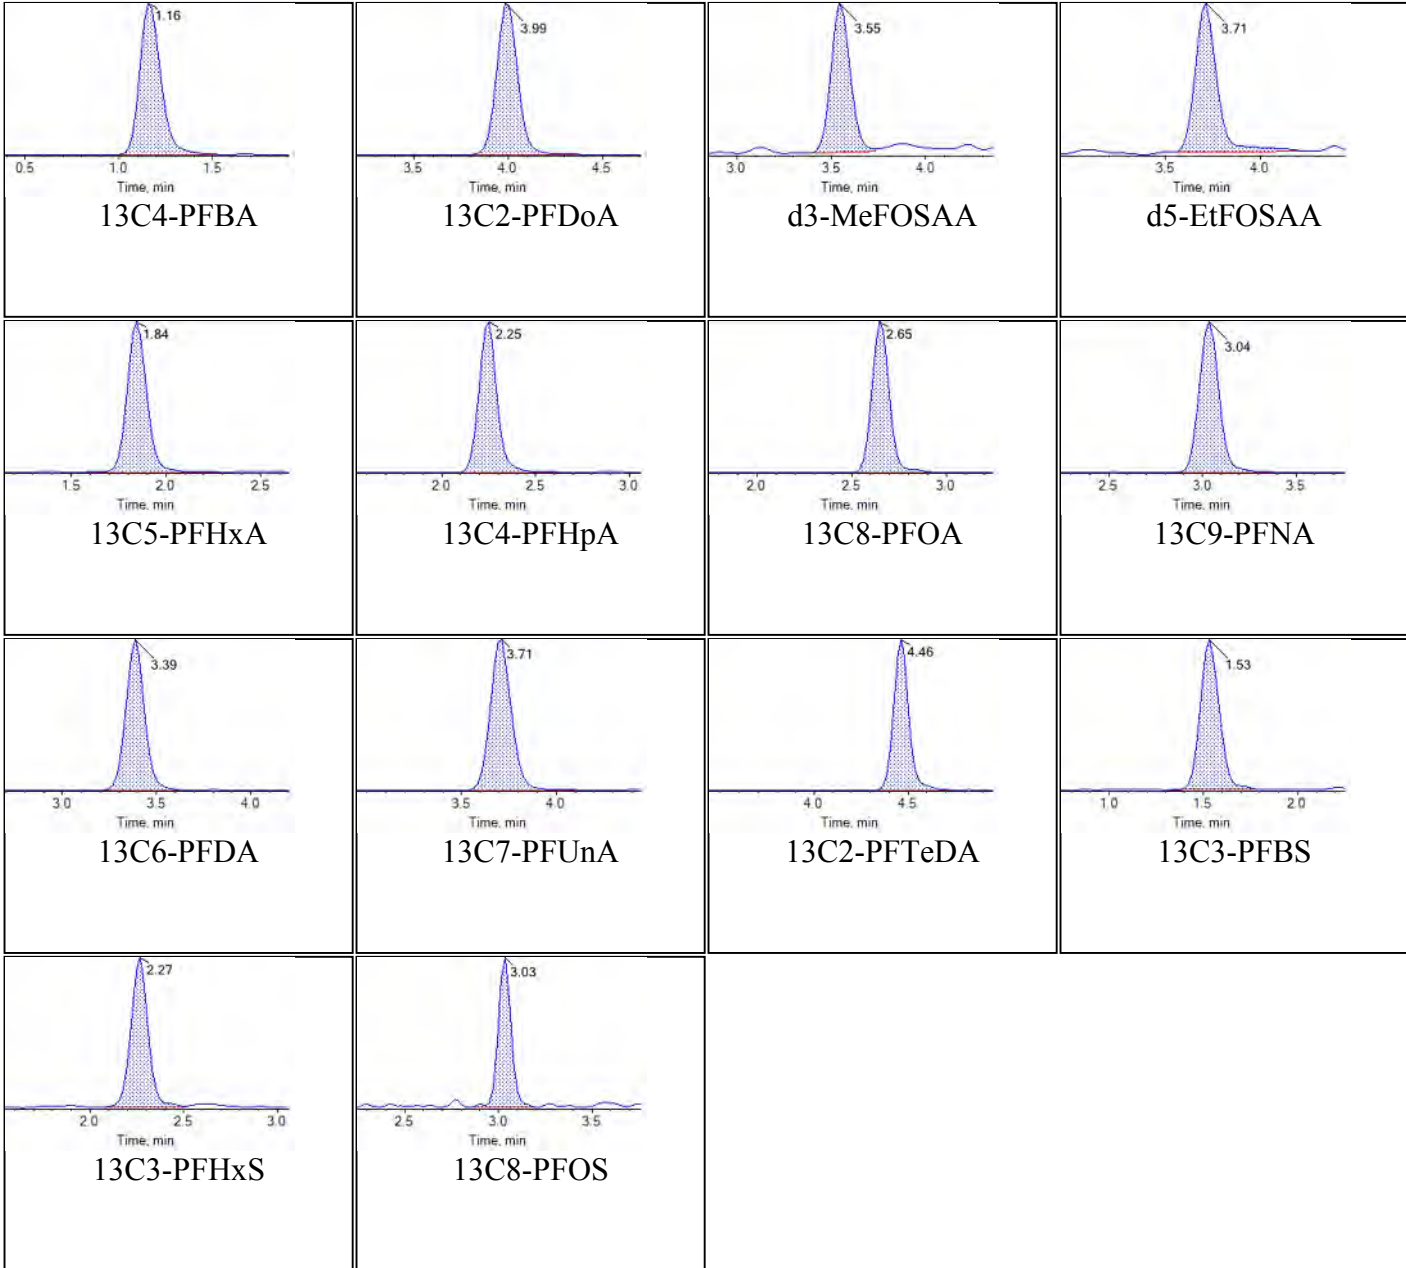 1.16
0.5 1.0 1.5
Time, min
13C4-PFBA
3.99
3.5 4.0 4.5
Time, min
13C2-PFDoA
3.55
3.0 3.5 4.0
Time, min
d3-MeFOSAA
3.71
3.5 4.0
Time, min
d5-EtFOSAA
1.84
1.5 2.0 2.5
Time, min
13C5-PFHxA
2.25
2.0 2.5 3.0
Time, min
13C4-PFHpA
2.65
2.0 2.5 3.0
Time, min
13C8-PFOA
3.04
2.5 3.0 3.5
Time, min
13C9-PFNA
3.39
3.0 3.5 4.0
Time, min
13C6-PFDA
3.71
3.5 4.0
Time, min
13C7-PFUnA
4.46
4.0 4.5
Time, min
13C2-PFTeDA
1.53
1.0 1.5 2.0
Time, min
13C3-PFBS
2.27
2.0 2.5 3.0
Time, min
13C3-PFHxS
3.03
2.5 3.0 3.5
Time, min
13C8-PFOS